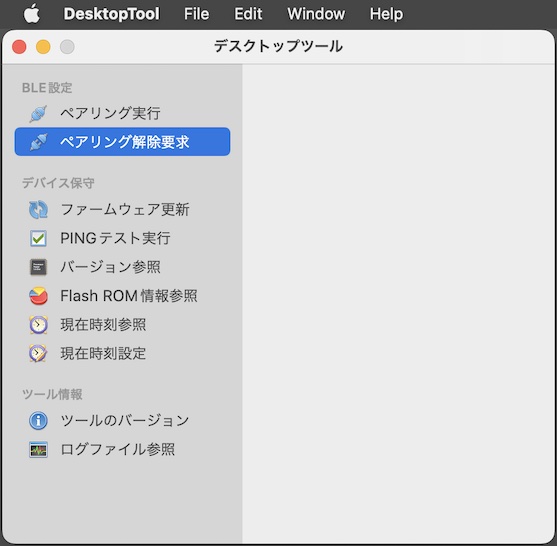 DesktopTool File Edit Window Help
デスクトップツール
BLE設定
ペアリング実行
ペアリング解除要求
デバイス保守
ファームウェア更新
PINGテスト実行
バージョン参照
Flash ROM情報参照
現在時刻参照
現在時刻設定
ツール情報
ツールのバージョン
ログファイル参照